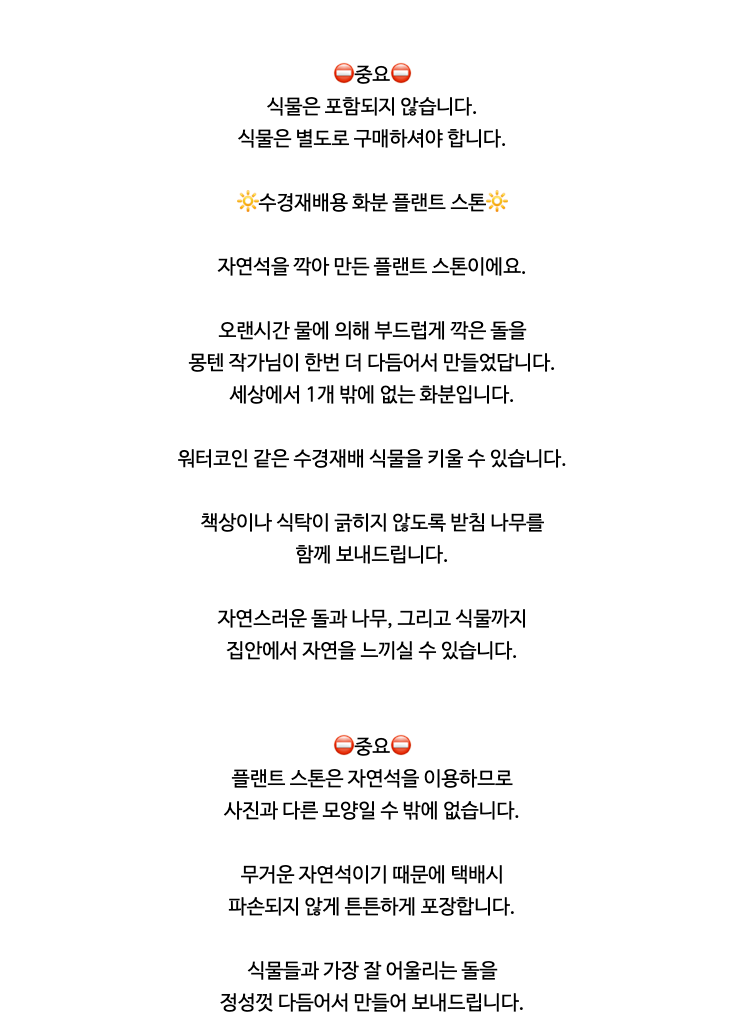 ⛔중요⛔
식물은 포함되지 않습니다.
식물은 별도로 구매하셔야 합니다.
🔆수경재배용 화분 플랜트 스톤🔆
자연석을 깍아 만든 플랜트 스톤이에요.
오랜시간 물에 의해 부드럽게 깍은 돌을
몽텐 작가님이 한번 더 다듬어서 만들었답니다.
세상에서 1개 밖에 없는 화분입니다.
워터코인 같은 수경재배 식물을 키울 수 있습니다.
책상이나 식탁이 긁히지 않도록 받침 나무를
함께 보내드립니다.
자연스러운 돌과 나무, 그리고 식물까지
집안에서 자연을 느끼실 수 있습니다.
⛔중요⛔
플랜트 스톤은 자연석을 이용하므로
사진과 다른 모양일 수 밖에 없습니다.
무거운 자연석이기 때문에 택배시
파손되지 않게 튼튼하게 포장합니다.
식물들과 가장 잘 어울리는 돌을
정성껏 다듬어서 만들어 보내드립니다.